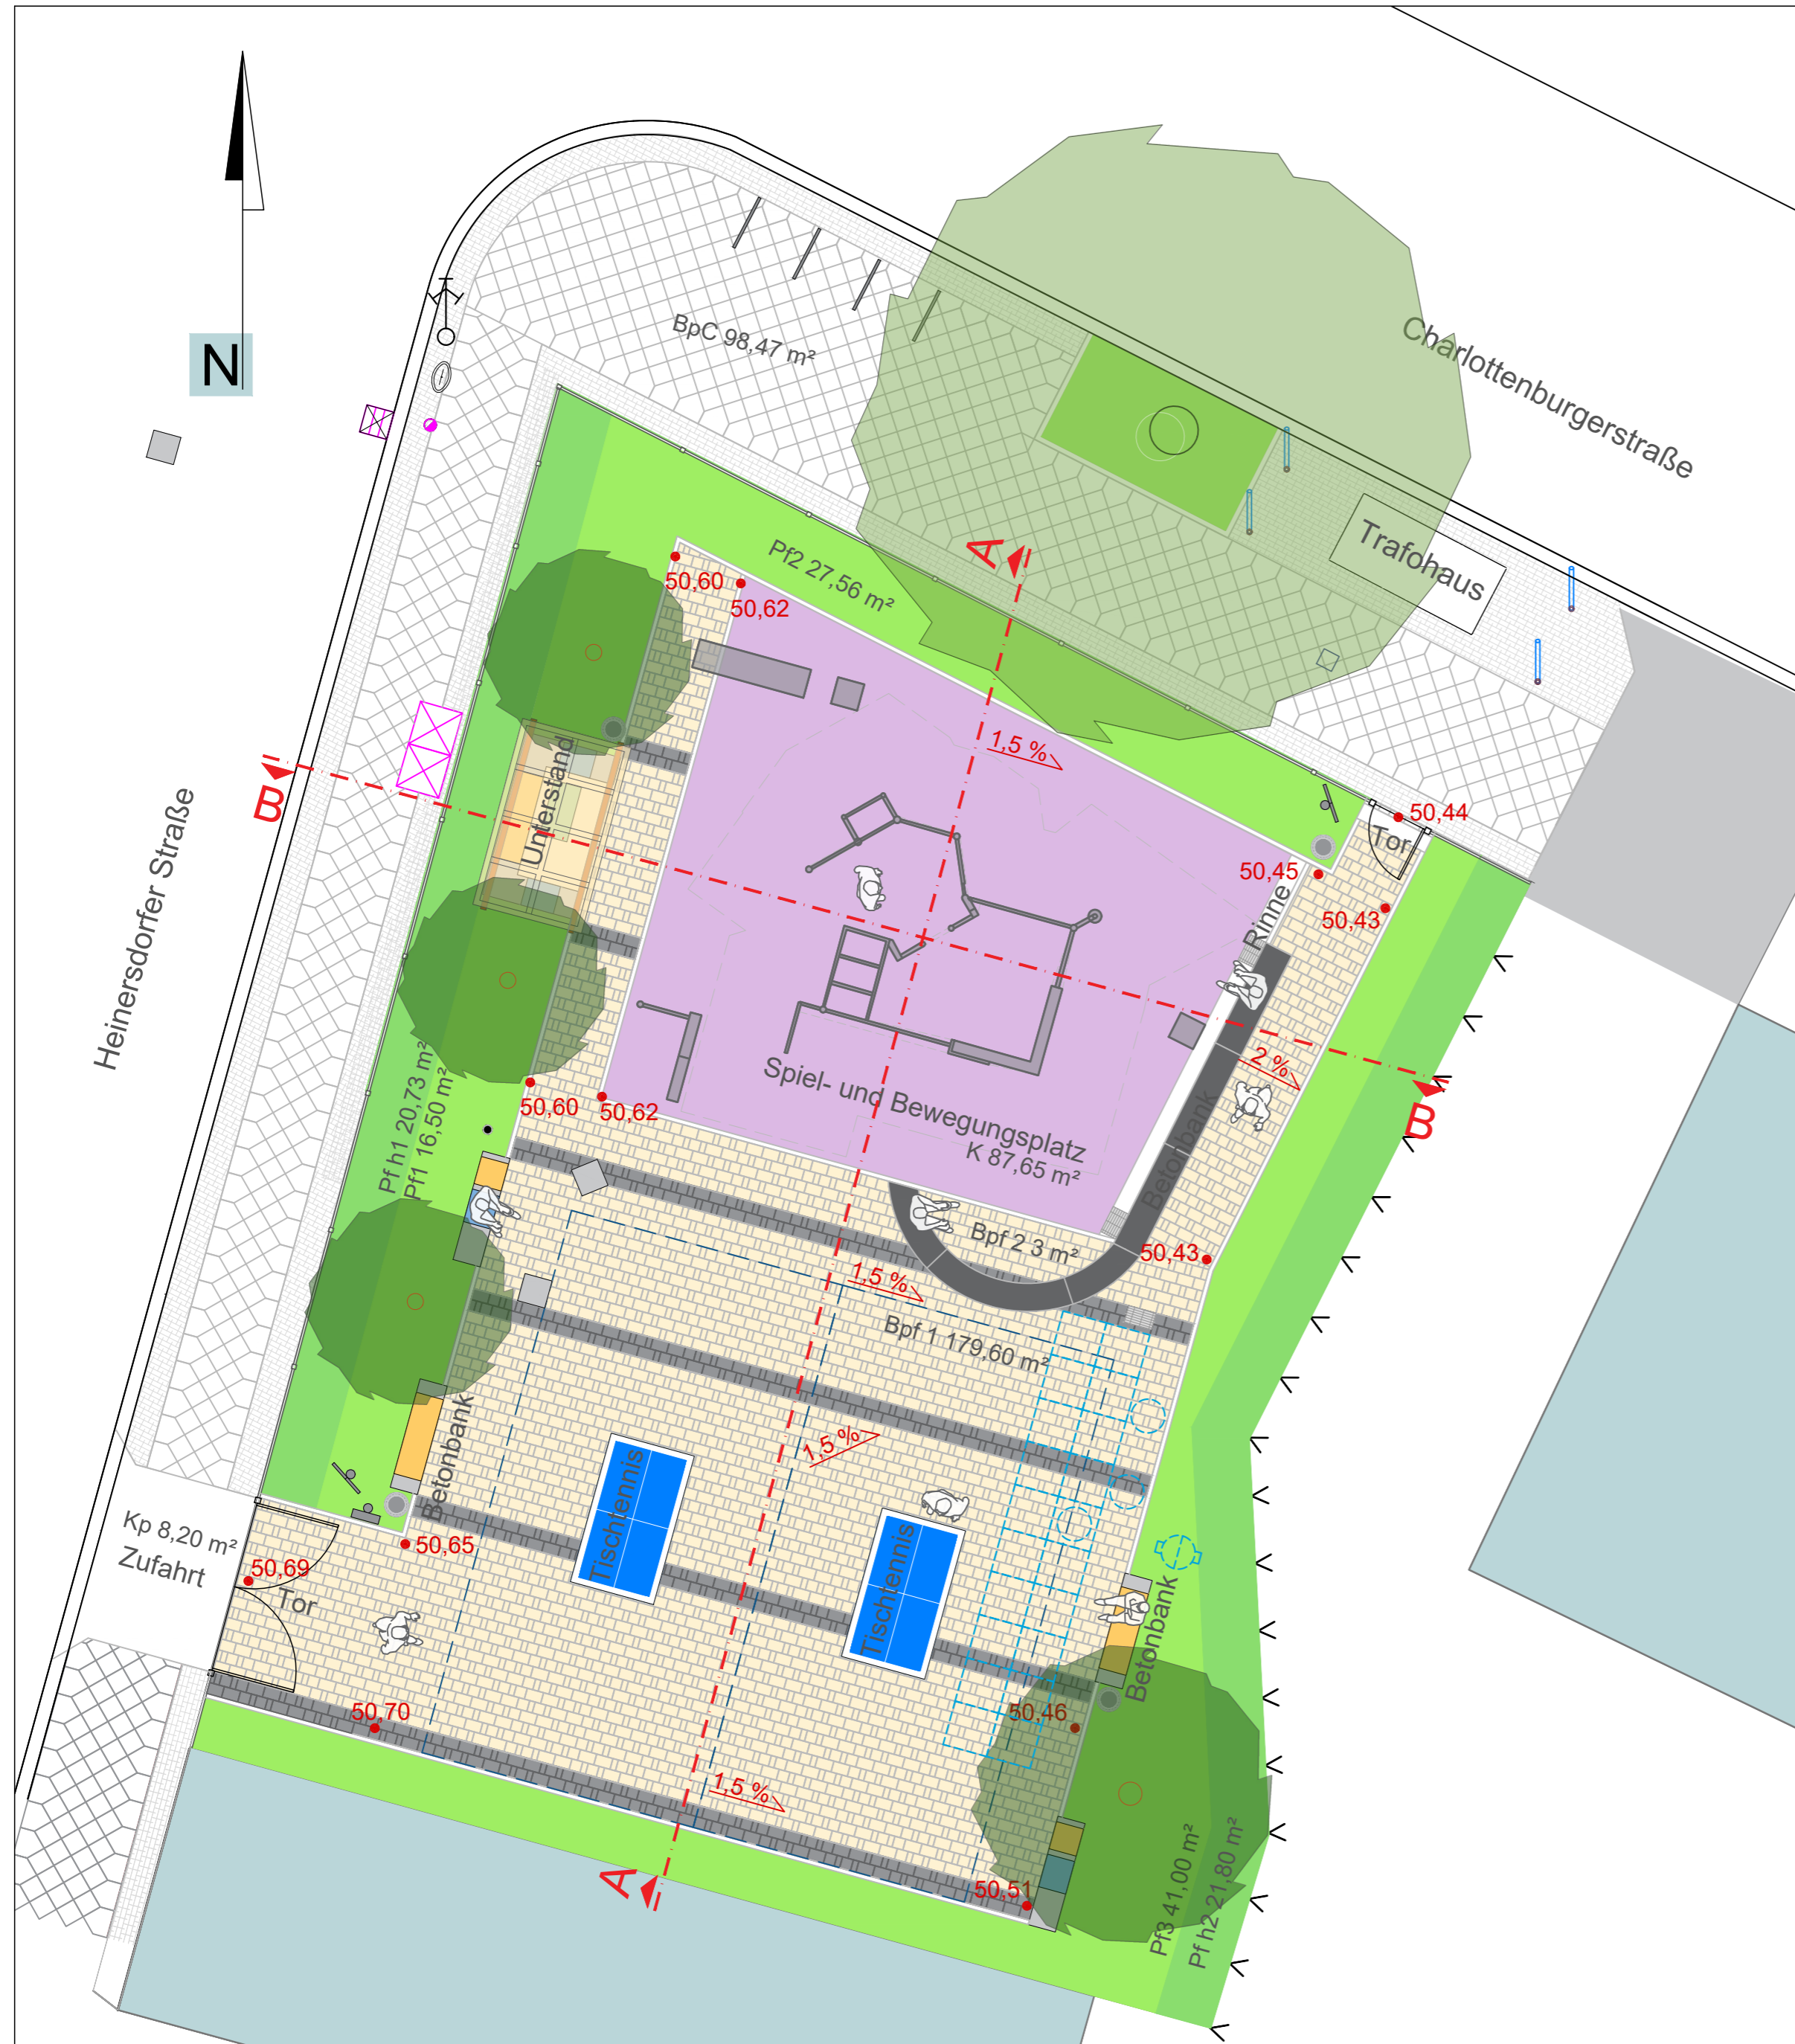 N
BpC 98,47 m²
Charlottenburgerstraße
Trafohaus
Pf2 27,56 m²
A
50,60
50,62
1,5 %
Unterstand
B
50,44
Tor
50,45
50,43
Rinne
Heinersdorfer Straße
2 %
B
Spiel- und Bewegungsplatz
K 87,65 m²
Betonbank
Pf h1 20,73 m²
Pf1 16,50 m²
50,60
50,62
Bpf 2 3 m²
50,43
1,5 %
Bpf 1 179,60 m²
Betonbank
1,5 %
Tischtennis
Tischtennis
Kp 8,20 m²
Zufahrt
50,65
50,69
Tor
Betonbank
50,70
50,46
1,5 %
A
50,51
Pf3 41,00 m²
Pf h2 21,80 m²